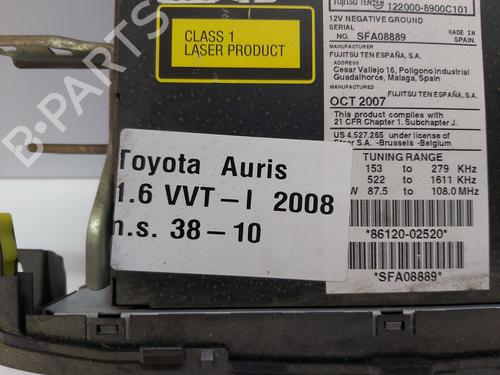 B-PARTS
CLASS 1
LASER PRODUCT
FUJITSU TEN
122000-8900C101
12V NEGATIVE GROUND
SERIAL
NO. SFA08889
MADE IN
SPAIN
MANUFACTURER
FUJITSU TEN ESPAÑA, S.A.
ADDRESS
Cesar Vallejo 16, Poligono industrial
Guadalhorce, Malaga, Spain
MANUFACTURED
FUJITSU TEN ESPAÑA, S.A.
OCT 2007
This product complies with
21 CFR Chapter 1. Subchapter J.
US 4.527.265 under license of
S.A. -Brusels -Belgium
TUNING RANGE
153 to 279 KHz
522 to 1611 KHz
W 87.5 to 108.0 MHz
*86120-02520*
*SFA08889*
Toyota Auris
1.6 VVT-I 2008
n.s. 38-10